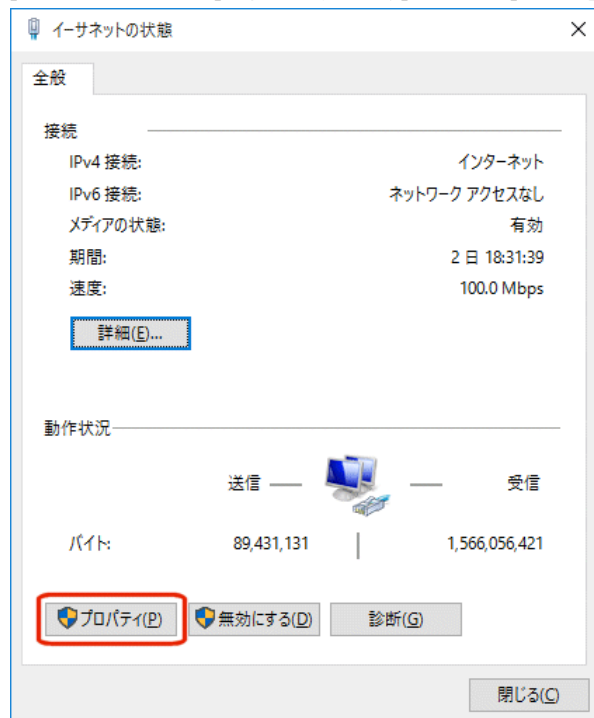 イーサネットの状態
全般
接続
IPv4 接続: インターネット
IPv6 接続: ネットワーク アクセスなし
メディアの状態: 有効
期間: 2 日 18:31:39
速度: 100.0 Mbps
詳細(E)...
動作状況
送信 受信
バイト: 89,431,131 1,566,056,421
プロパティ(P) 無効にする(D) 診断(G)
閉じる(C)